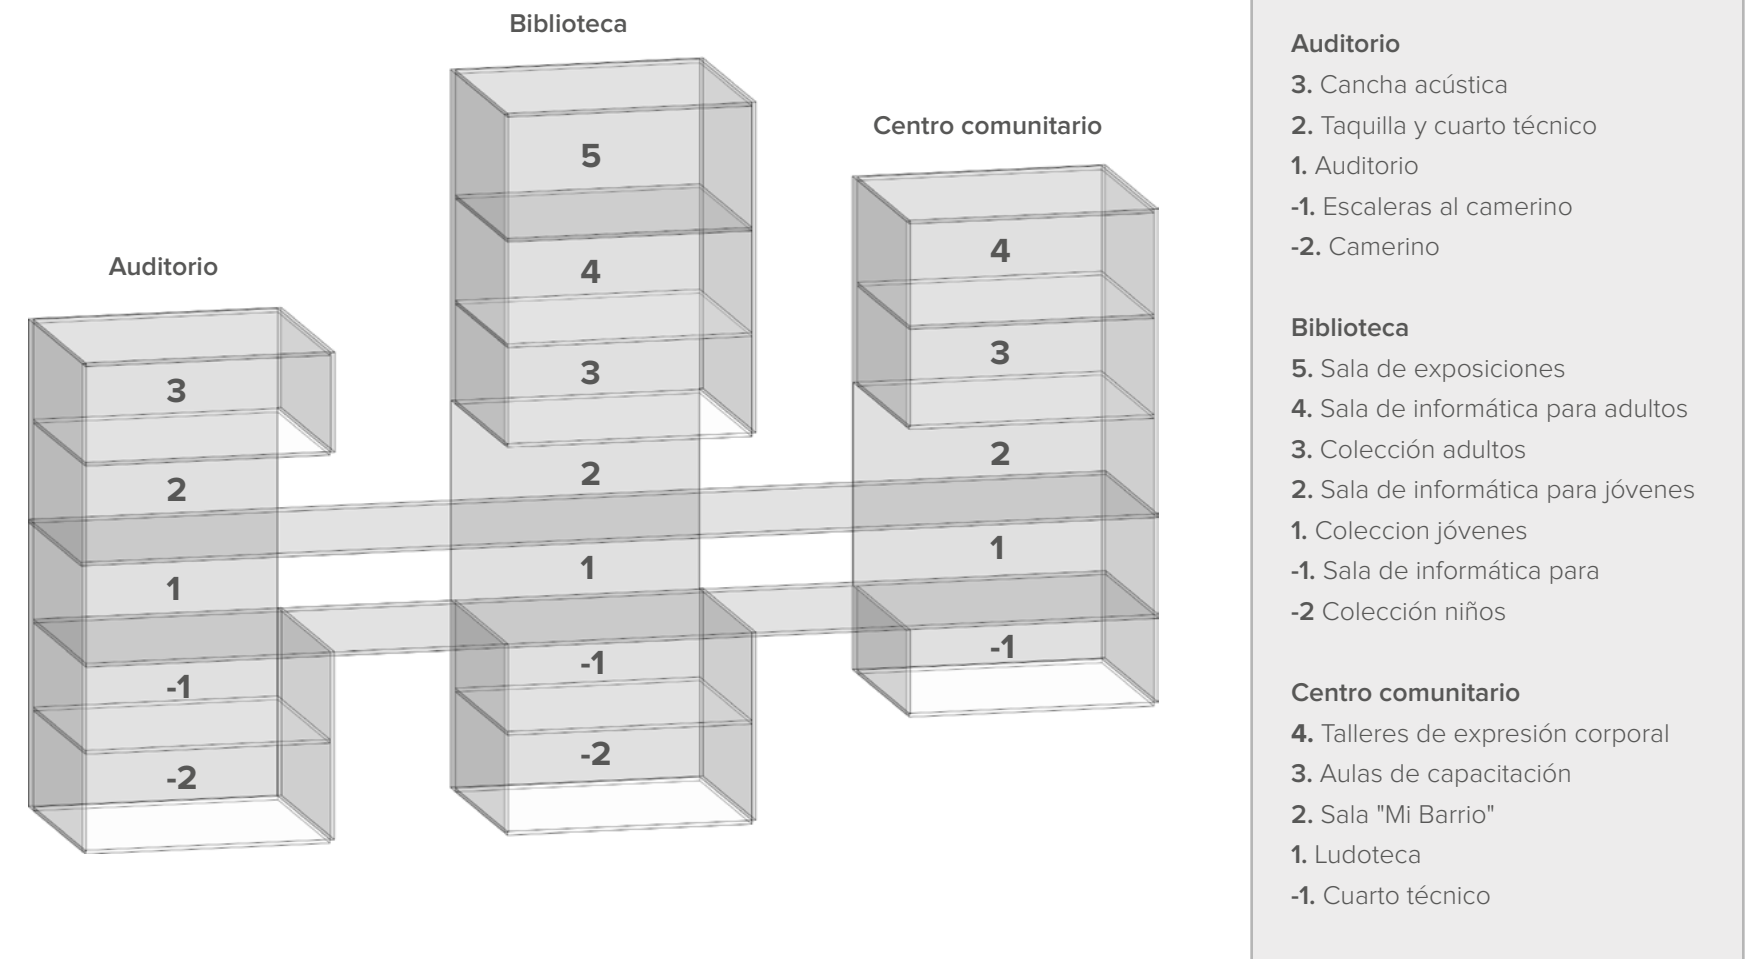 Biblioteca
5
4
3
2
1
-1
-2
Centro comunitario
4
3
2
1
-1
Auditorio
3
2
1
-1
-2
Auditorio
3. Cancha acústica
2. Taquilla y cuarto técnico
1. Auditorio
-1. Escaleras al camerino
-2. Camerino
Biblioteca
5. Sala de exposiciones
4. Sala de informática para adultos
3. Colección adultos
2. Sala de informática para jóvenes
1. Coleccion jóvenes
-1. Sala de informática para
-2 Colección niños
Centro comunitario
4. Talleres de expresión corporal
3. Aulas de capacitación
2. Sala "Mi Barrio"
1. Ludoteca
-1. Cuarto técnico